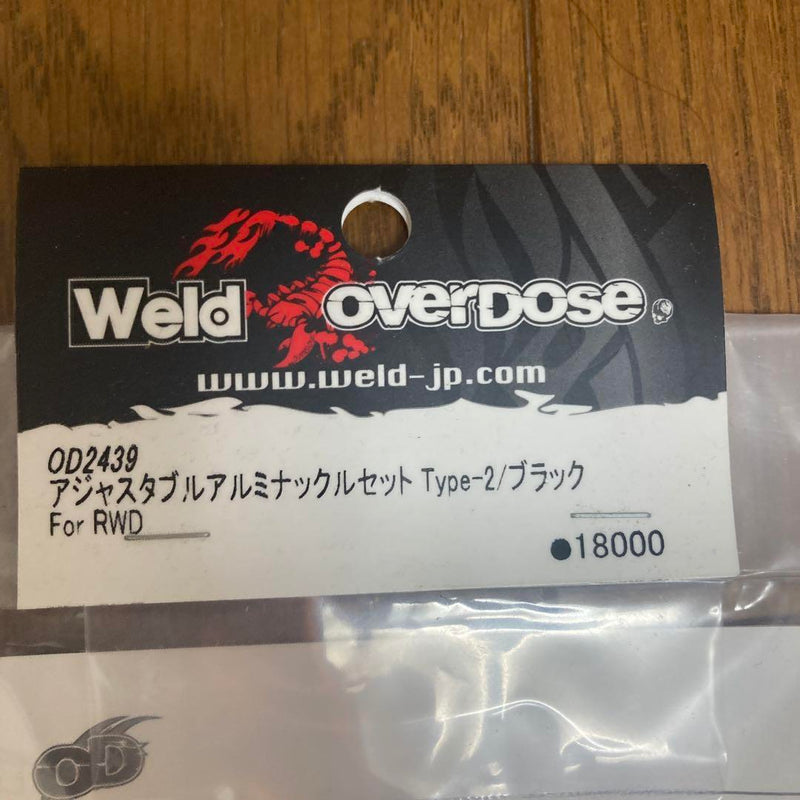 Weld OVERDOSE
www.weld-jp.com
OD2439
アジャスタブルアルミナックルセット Type-2/ブラック
For RWD
●18000
OD